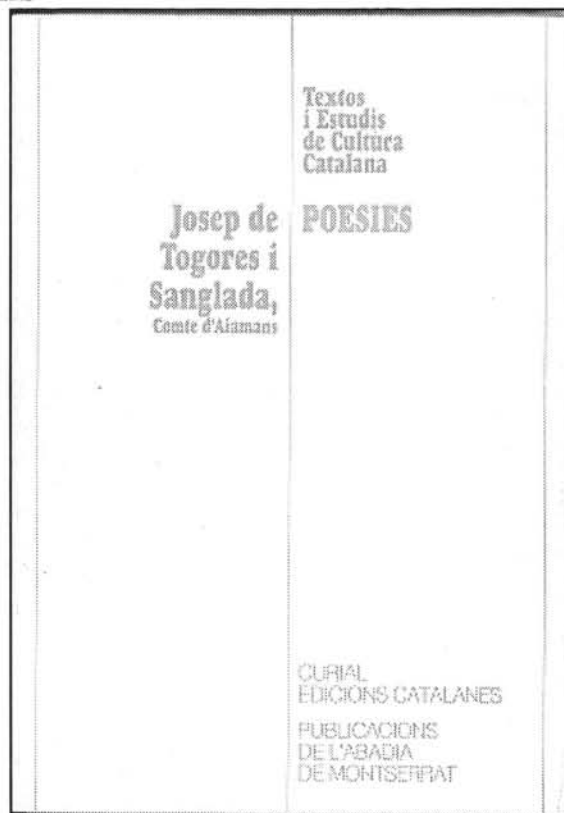 Textos
i Estudis
de Cultura
Catalana
Josep de
Togores i
Sanglada,
Comte d'Aiamans
POESIES
CURIAL
EDICIONS CATALANES
PUBLICACIONS
DE L'ABADIA
DE MONTSERRAT